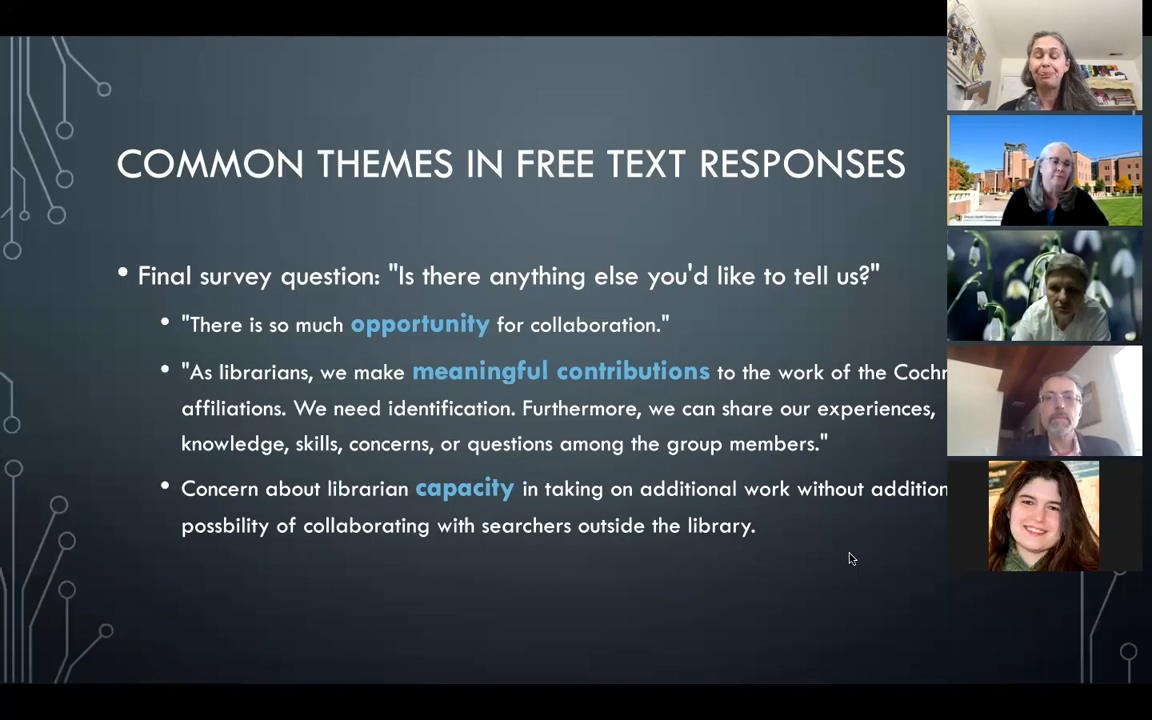 COMMON THEMES IN FREE TEXT RESPONSES
• Final survey question: "Is there anything else you'd like to tell us?"
• "There is so much opportunity for collaboration."
• "As librarians, we make meaningful contributions to the work of the Cochr
affiliations. We need identification. Furthermore, we can share our experiences,
knowledge, skills, concerns, or questions among the group members."
• Concern about librarian capacity in taking on additional work without addition
possbility of collaborating with searchers outside the library.